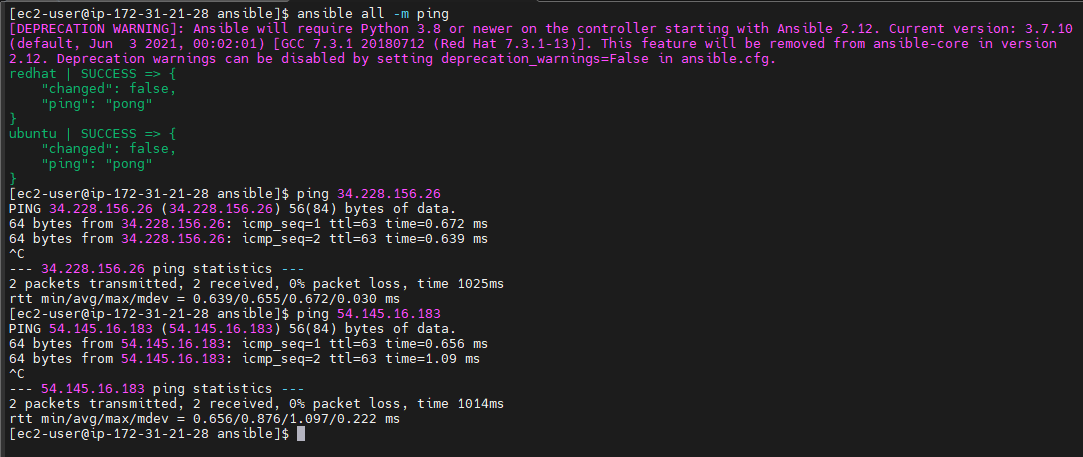 [ec2-user@ip-172-31-21-28 ansible]$ ansible all -m ping
[DEPRECATION WARNING]: Ansible will require Python 3.8 or newer on the controller starting with Ansible 2.12. Current version: 3.7.10
(default, Jun  3 2021, 00:02:01) [GCC 7.3.1 20180712 (Red Hat 7.3.1-13)]. This feature will be removed from ansible-core in version
2.12. Deprecation warnings can be disabled by setting deprecation_warnings=False in ansible.cfg.
redhat | SUCCESS => {
    "changed": false,
    "ping": "pong"
}
ubuntu | SUCCESS => {
    "changed": false,
    "ping": "pong"
}
[ec2-user@ip-172-31-21-28 ansible]$ ping 34.228.156.26
PING 34.228.156.26 (34.228.156.26) 56(84) bytes of data.
64 bytes from 34.228.156.26: icmp_seq=1 ttl=63 time=0.672 ms
64 bytes from 34.228.156.26: icmp_seq=2 ttl=63 time=0.639 ms
^C
--- 34.228.156.26 ping statistics ---
2 packets transmitted, 2 received, 0% packet loss, time 1025ms
rtt min/avg/max/mdev = 0.639/0.655/0.672/0.030 ms
[ec2-user@ip-172-31-21-28 ansible]$ ping 54.145.16.183
PING 54.145.16.183 (54.145.16.183) 56(84) bytes of data.
64 bytes from 54.145.16.183: icmp_seq=1 ttl=63 time=0.656 ms
64 bytes from 54.145.16.183: icmp_seq=2 ttl=63 time=1.09 ms
^C
--- 54.145.16.183 ping statistics ---
2 packets transmitted, 2 received, 0% packet loss, time 1014ms
rtt min/avg/max/mdev = 0.656/0.876/1.097/0.222 ms
[ec2-user@ip-172-31-21-28 ansible]$